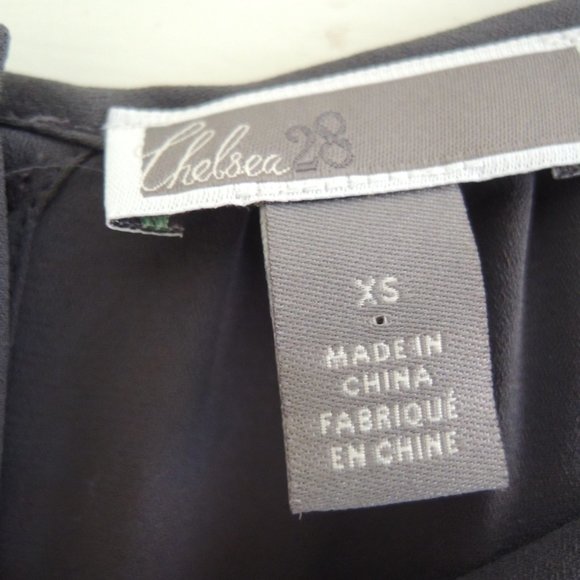 Chelsea28
XS
MADE IN
CHINA
FABRIQUÉ
EN CHINE